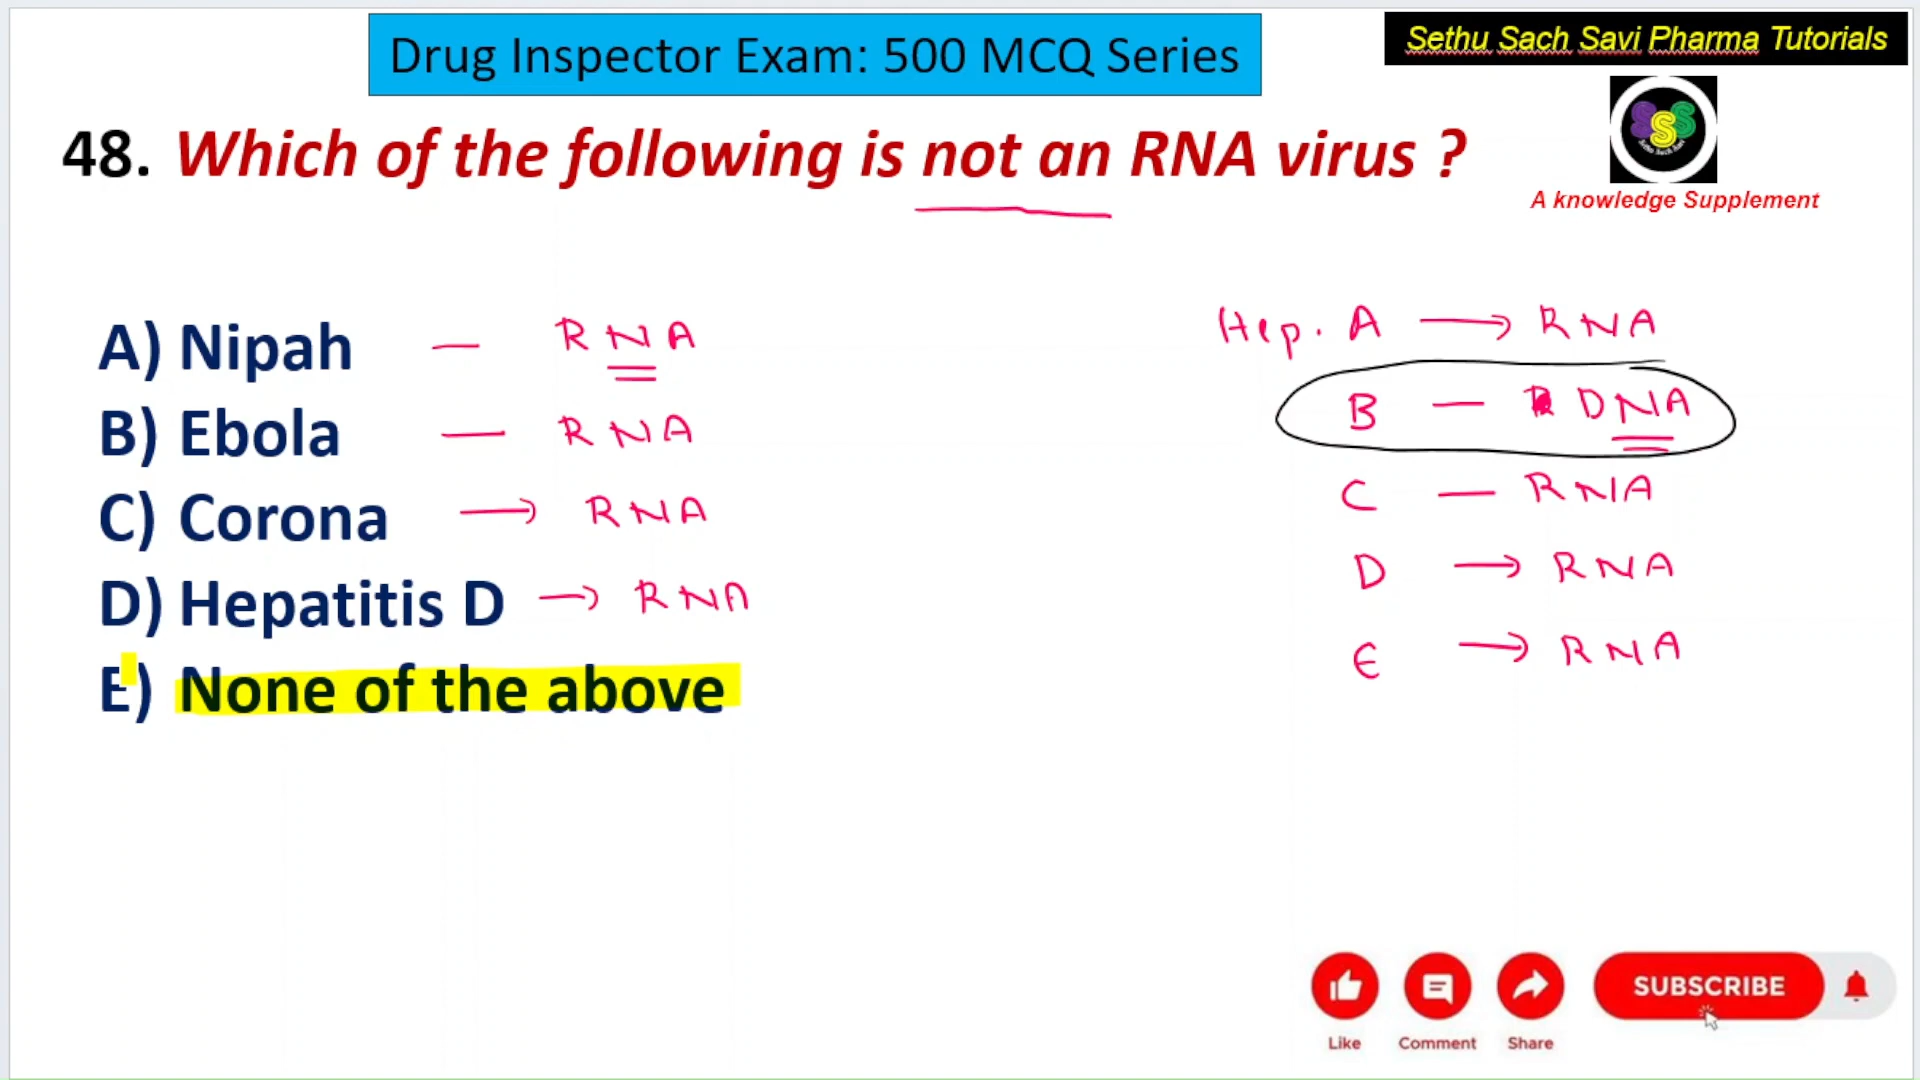 Drug Inspector Exam: 500 MCQ Series
Sethu Sach Savi Pharma Tutorials
SSS
A knowledge Supplement
48. Which of the following is not an RNA virus ?
A) Nipah — RNA
B) Ebola — RNA
C) Corona → RNA
D) Hepatitis D → RNA
E) None of the above
Hep. A → RNA
B — DNA
C — RNA
D → RNA
E → RNA
SUBSCRIBE
Like
Comment
Share